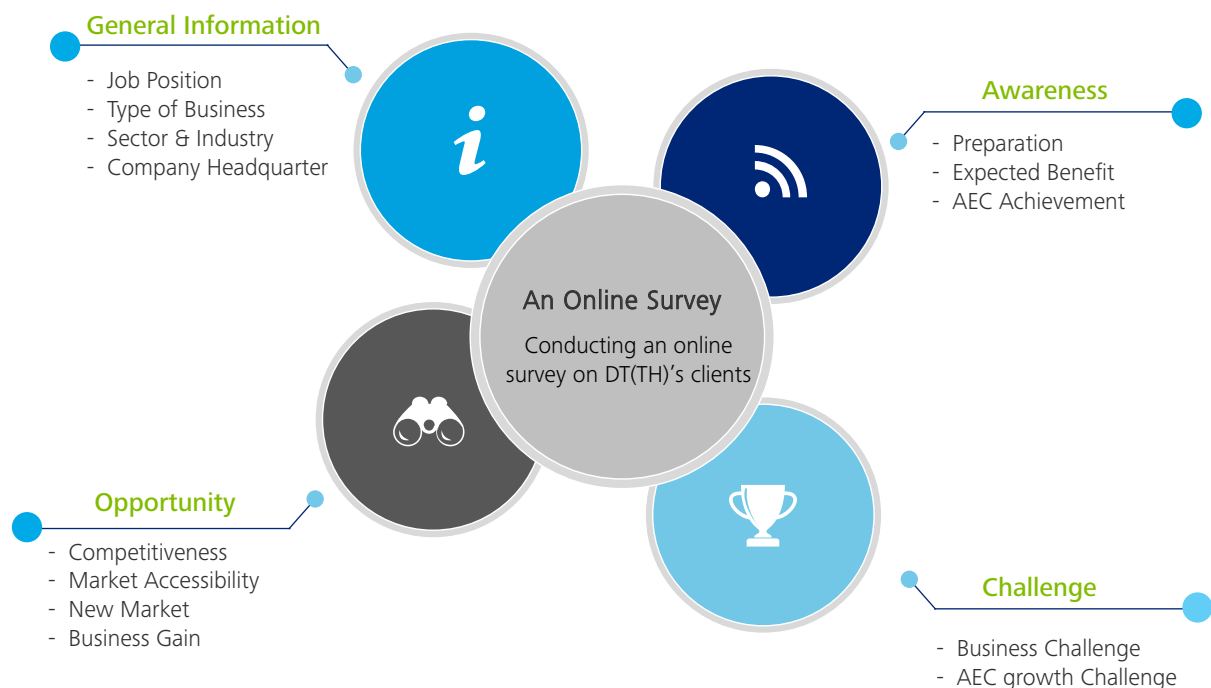 General Information
- Job Position
- Type of Business
- Sector & Industry
- Company Headquarter
Awareness
- Preparation
- Expected Benefit
- AEC Achievement
An Online Survey
Conducting an online
survey on DT(TH)’s clients
Opportunity
- Competitiveness
- Market Accessibility
- New Market
- Business Gain
Challenge
- Business Challenge
- AEC growth Challenge